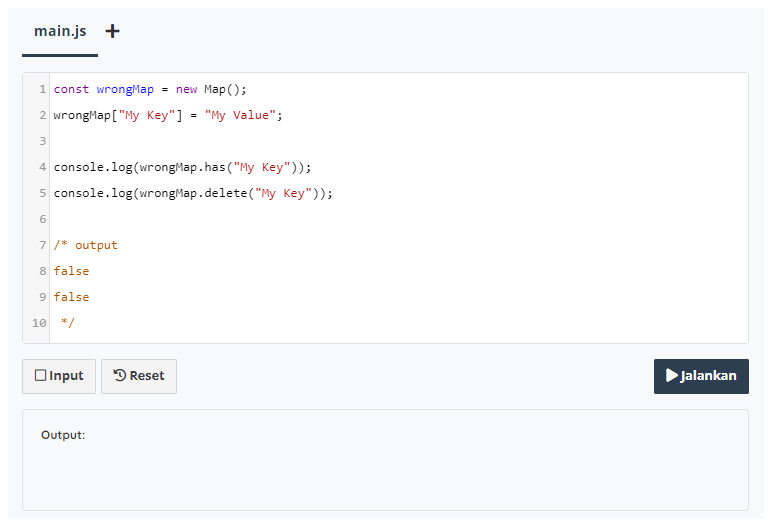 main.js +
1 const wrongMap = new Map();
2 wrongMap["My Key"] = "My Value";
3
4 console.log(wrongMap.has("My Key"));
5 console.log(wrongMap.delete("My Key"));
6
7 /* output
8 false
9 false
10  */
Input Reset Jalankan
Output: